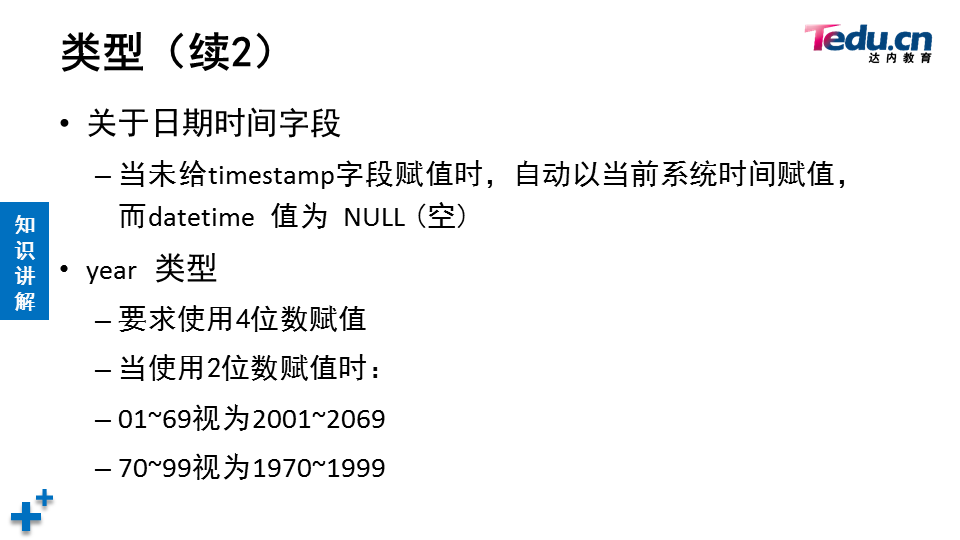 类型（续2）
Tedu.cn
达内教育
• 关于日期时间字段
– 当未给timestamp字段赋值时，自动以当前系统时间赋值，
而datetime 值为 NULL（空）
知识讲解
• year 类型
– 要求使用4位数赋值
– 当使用2位数赋值时：
– 01~69视为2001~2069
– 70~99视为1970~1999